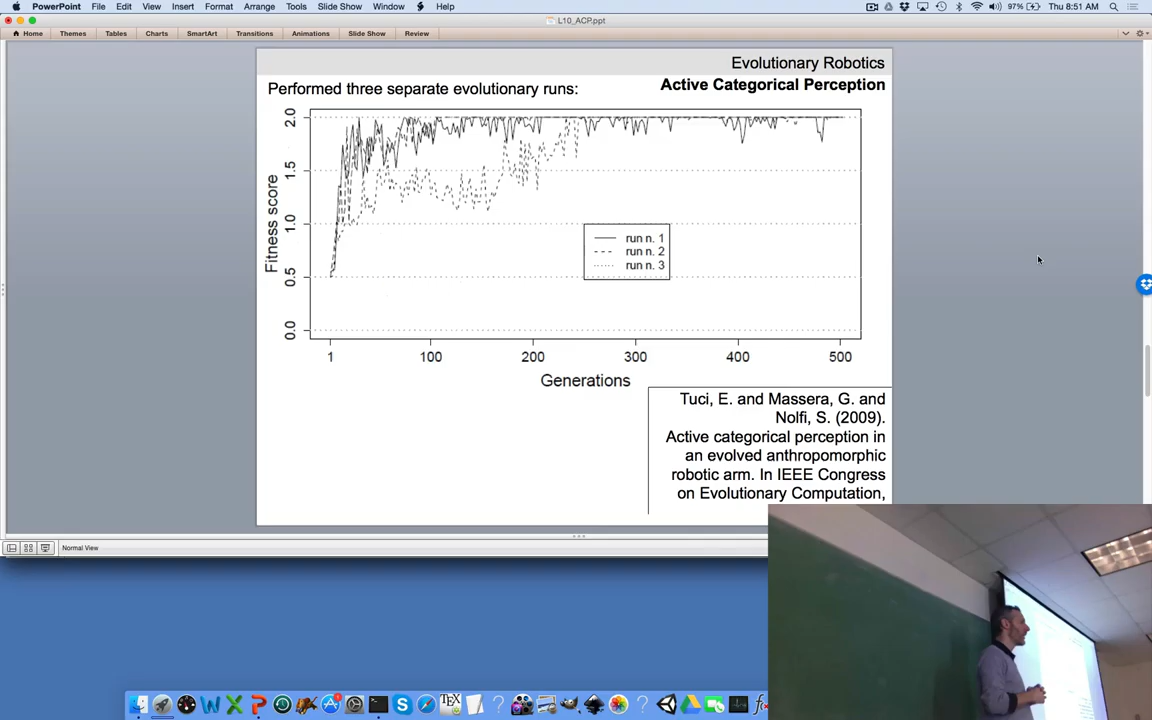 PowerPoint File Edit View Insert Format Arrange Tools Slide Show Window Help 97% Thu 8:51 AM
L10_ACP.ppt
Home Themes Tables Charts SmartArt Transitions Animations Slide Show Review
Evolutionary Robotics
Active Categorical Perception
Performed three separate evolutionary runs:
2.0
1.5
1.0
0.5
0.0
Fitness score
run n. 1
run n. 2
run n. 3
1 100 200 300 400 500
Generations
Tuci, E. and Massera, G. and
Nolfi, S. (2009).
Active categorical perception in
an evolved anthropomorphic
robotic arm. In IEEE Congress
on Evolutionary Computation,
Normal View
TEX